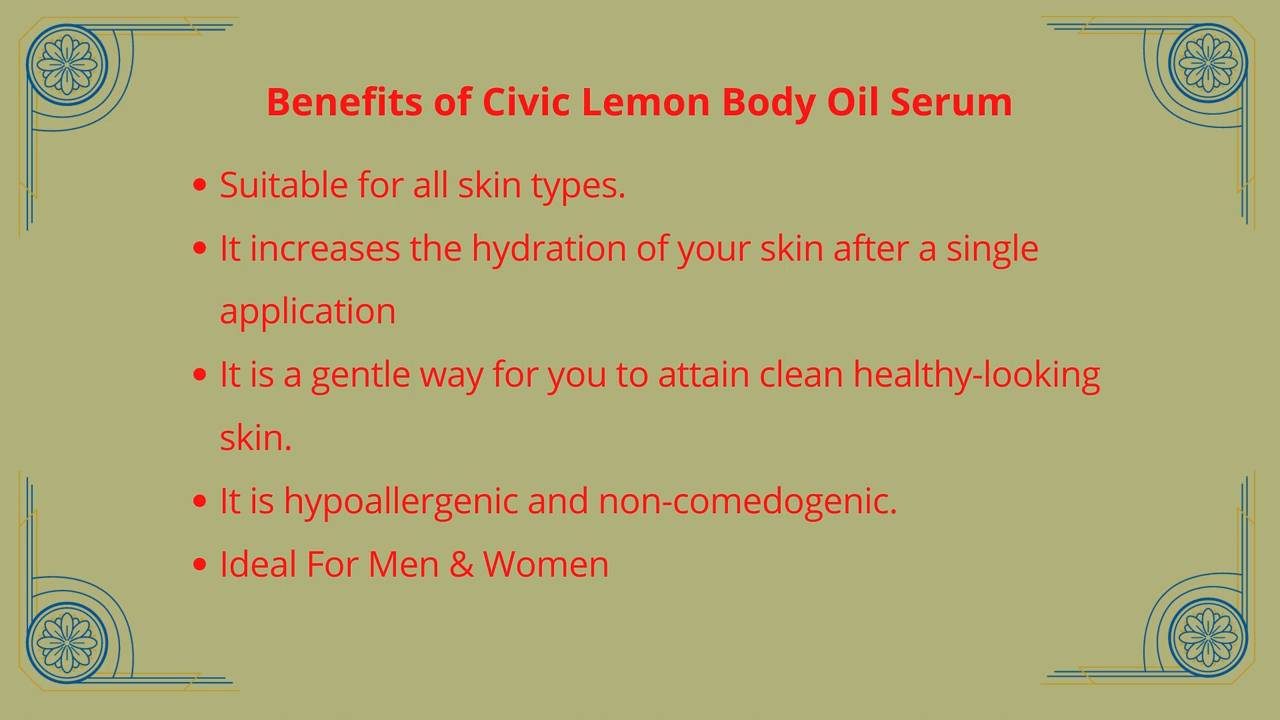 Benefits of Civic Lemon Body Oil Serum
• Suitable for all skin types.
• It increases the hydration of your skin after a single
application
• It is a gentle way for you to attain clean healthy-looking
skin.
• It is hypoallergenic and non-comedogenic.
• Ideal For Men & Women